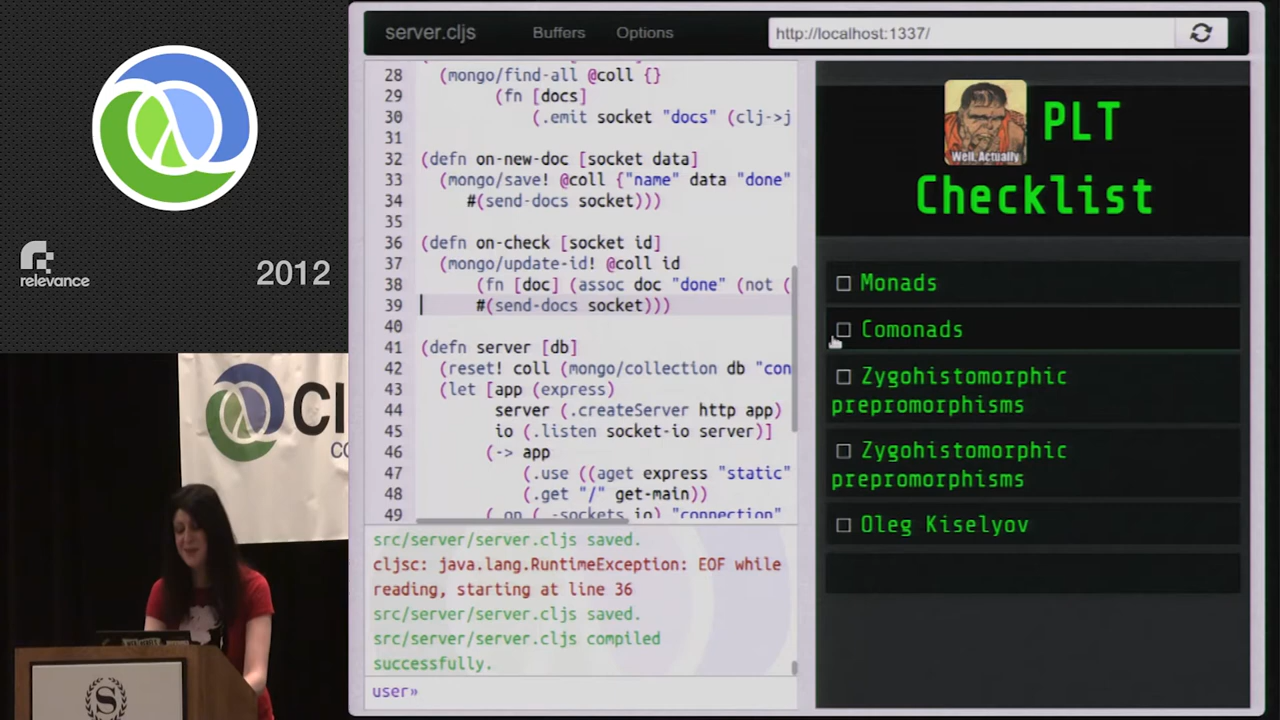 relevance
2012
Cl
CO
S
server.cljs Buffers Options http://localhost:1337/
28 (mongo/find-all @coll {}
29 (fn [docs]
30 (.emit socket "docs" (clj->j
31
32 (defn on-new-doc [socket data]
33 (mongo/save! @coll {"name" data "done"
34 #(send-docs socket)))
35
36 (defn on-check [socket id]
37 (mongo/update-id! @coll id
38 (fn [doc] (assoc doc "done" (not (
39 #(send-docs socket)))
40
41 (defn server [db]
42 (reset! coll (mongo/collection db "con
43 (let [app (express)
44 server (.createServer http app)
45 io (.listen socket-io server)]
46 (-> app
47 (.use ((aget express "static"
48 (.get "/" get-main))
49 (.on (.-sockets io) "connection"
src/server/server.cljs saved.
cljsc: java.lang.RuntimeException: EOF while
reading, starting at line 36
src/server/server.cljs saved.
src/server/server.cljs compiled
successfully.
user»
Well, Actually
PLT
Checklist
Monads
Comonads
Zygohistomorphic
prepromorphisms
Zygohistomorphic
prepromorphisms
Oleg Kiselyov